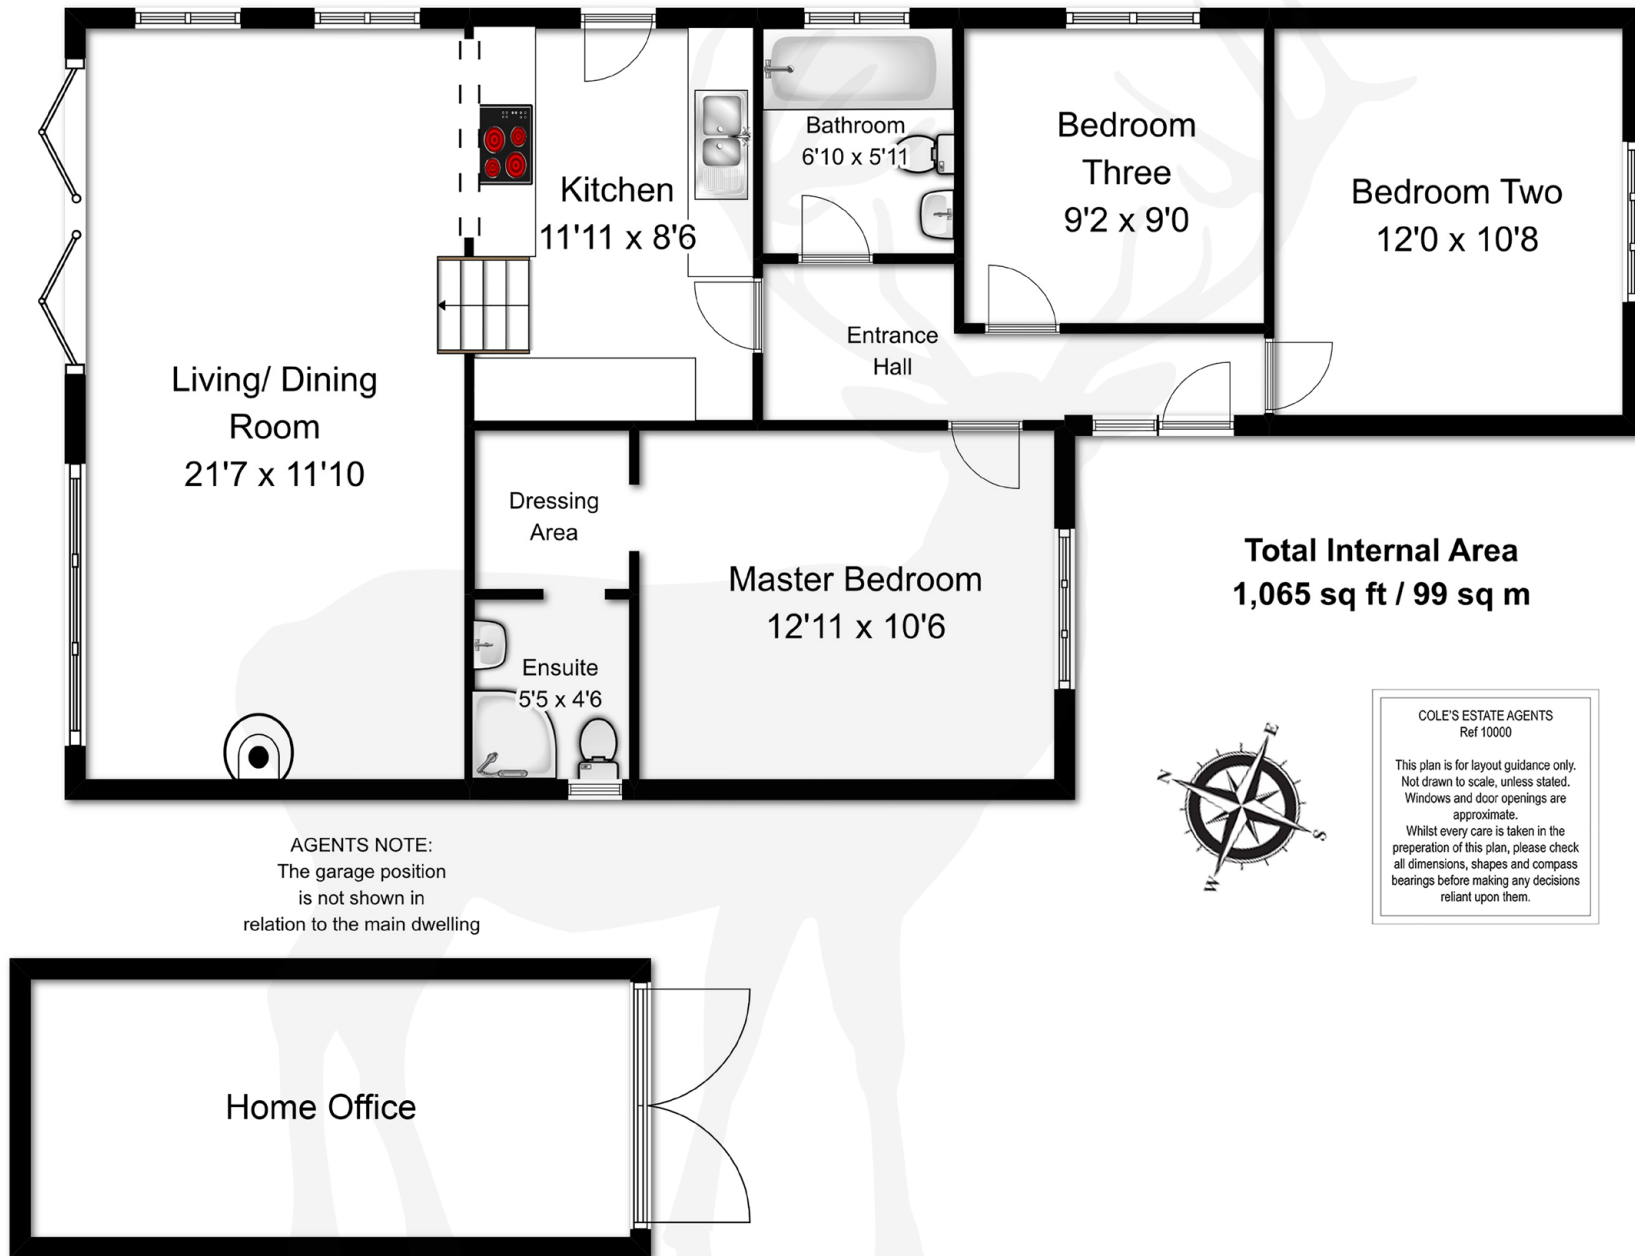 Bathroom
6'10 x 5'11
Bedroom
Three
9'2 x 9'0
Kitchen
11'11 x 8'6
Bedroom Two
12'0 x 10'8
Entrance
Hall
Living/ Dining
Room
21'7 x 11'10
Dressing
Area
Master Bedroom
12'11 x 10'6
Ensuite
5'5 x 4'6
Total Internal Area
1,065 sq ft / 99 sq m
N
E
S
W
COLE'S ESTATE AGENTS
Ref 10000
This plan is for layout guidance only.
Not drawn to scale, unless stated.
Windows and door openings are
approximate.
Whilst every care is taken in the
preperation of this plan, please check
all dimensions, shapes and compass
bearings before making any decisions
reliant upon them.
AGENTS NOTE:
The garage position
is not shown in
relation to the main dwelling
Home Office